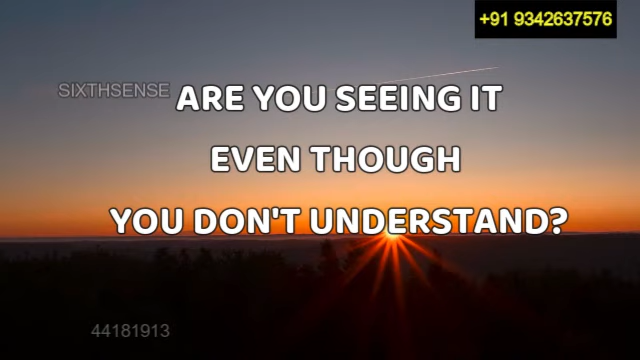 +91 9342637576
SIXTHSENSE
ARE YOU SEEING IT
EVEN THOUGH
YOU DON'T UNDERSTAND?
44181913